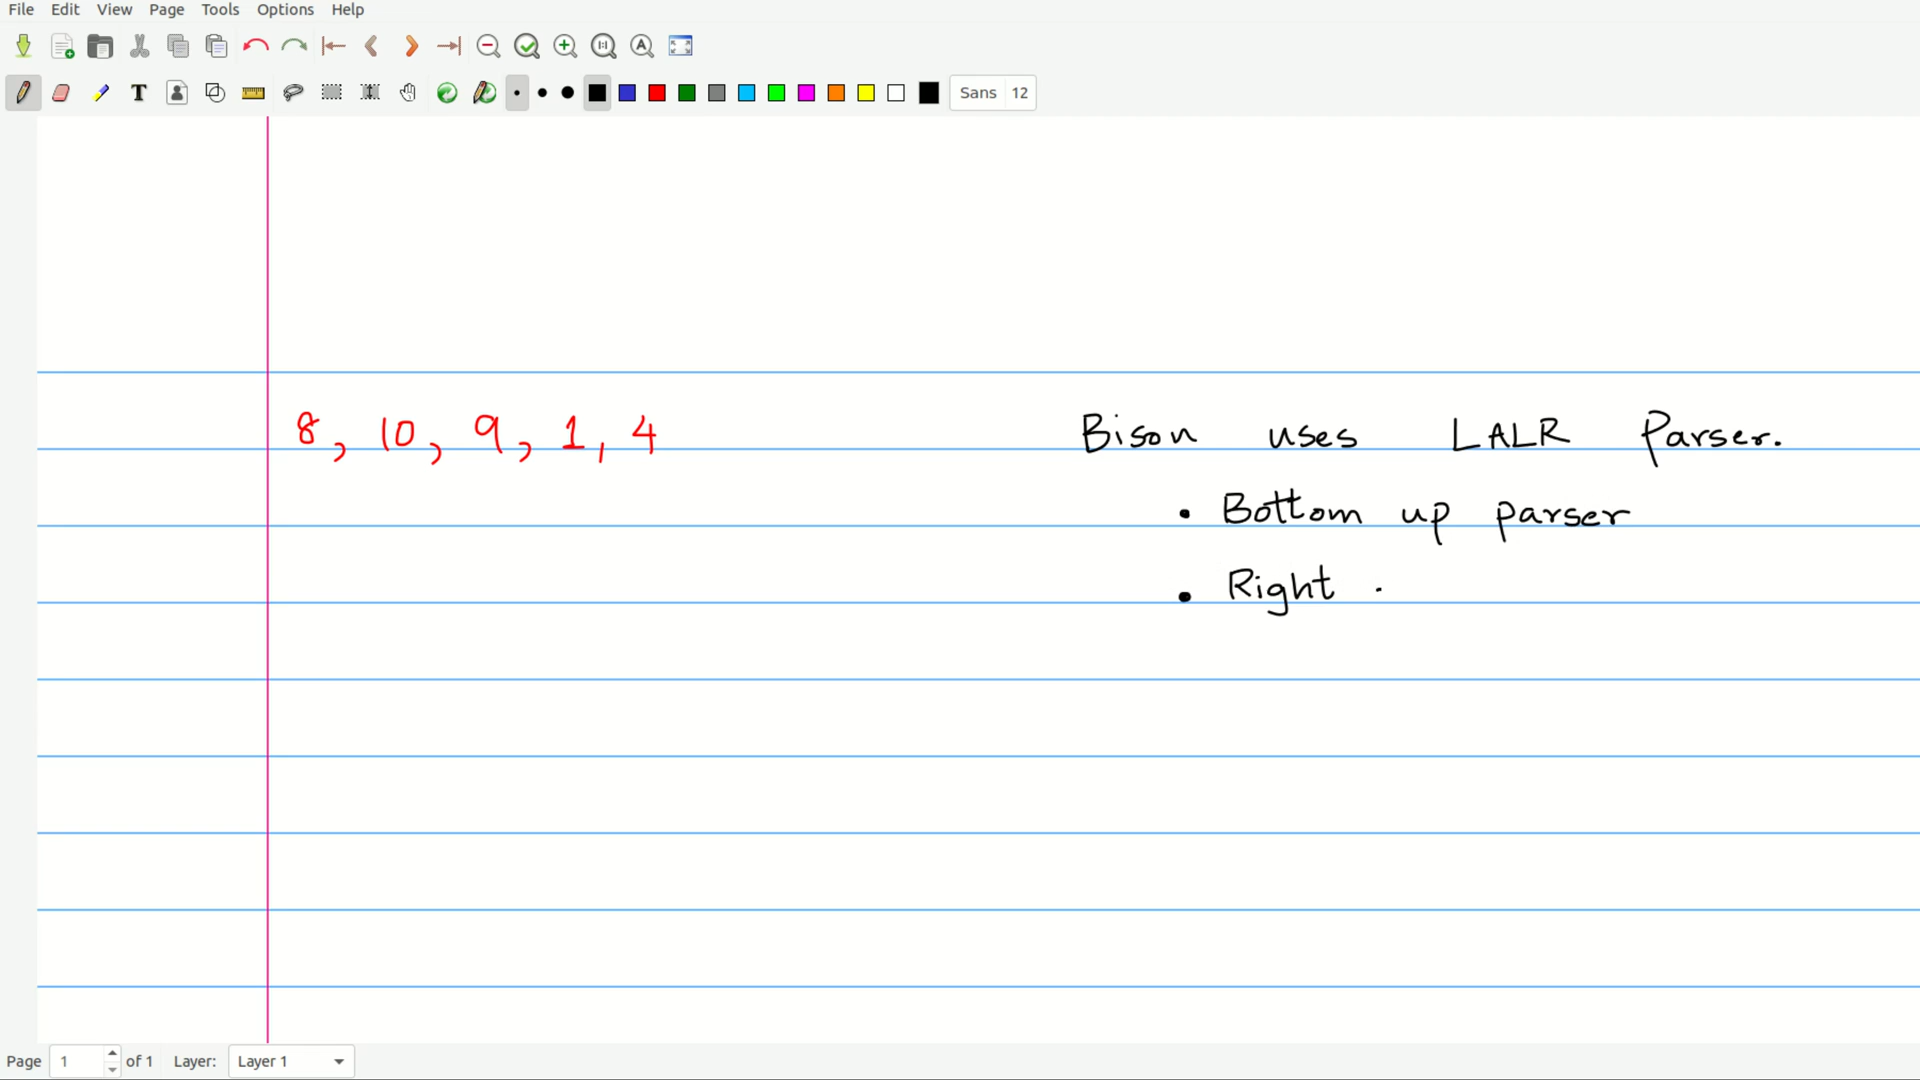 File Edit View Page Tools Options Help
T Sans 12
8, 10, 9, 1, 4
Bison uses LALR Parser.
• Bottom up parser
• Right
Page 1 of 1 Layer: Layer 1